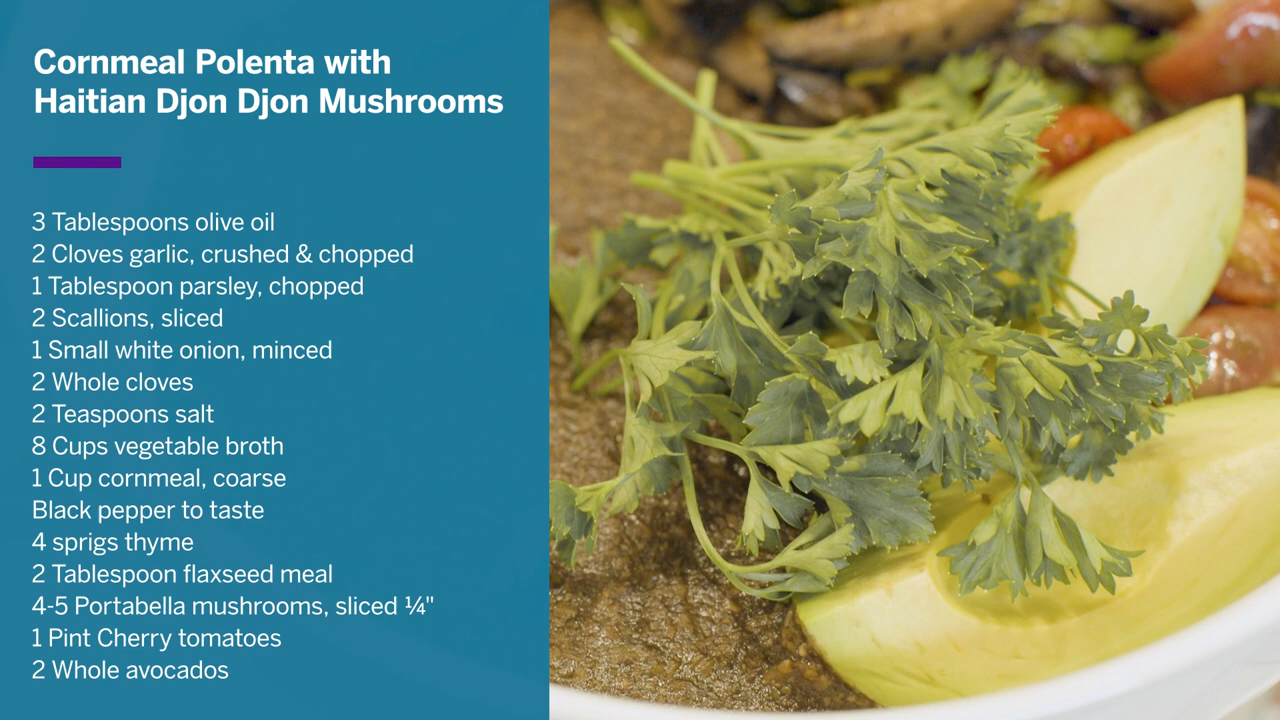 Cornmeal Polenta with
Haitian Djon Djon Mushrooms
3 Tablespoons olive oil
2 Cloves garlic, crushed & chopped
1 Tablespoon parsley, chopped
2 Scallions, sliced
1 Small white onion, minced
2 Whole cloves
2 Teaspoons salt
8 Cups vegetable broth
1 Cup cornmeal, coarse
Black pepper to taste
4 sprigs thyme
2 Tablespoon flaxseed meal
4-5 Portabella mushrooms, sliced ¼"
1 Pint Cherry tomatoes
2 Whole avocados